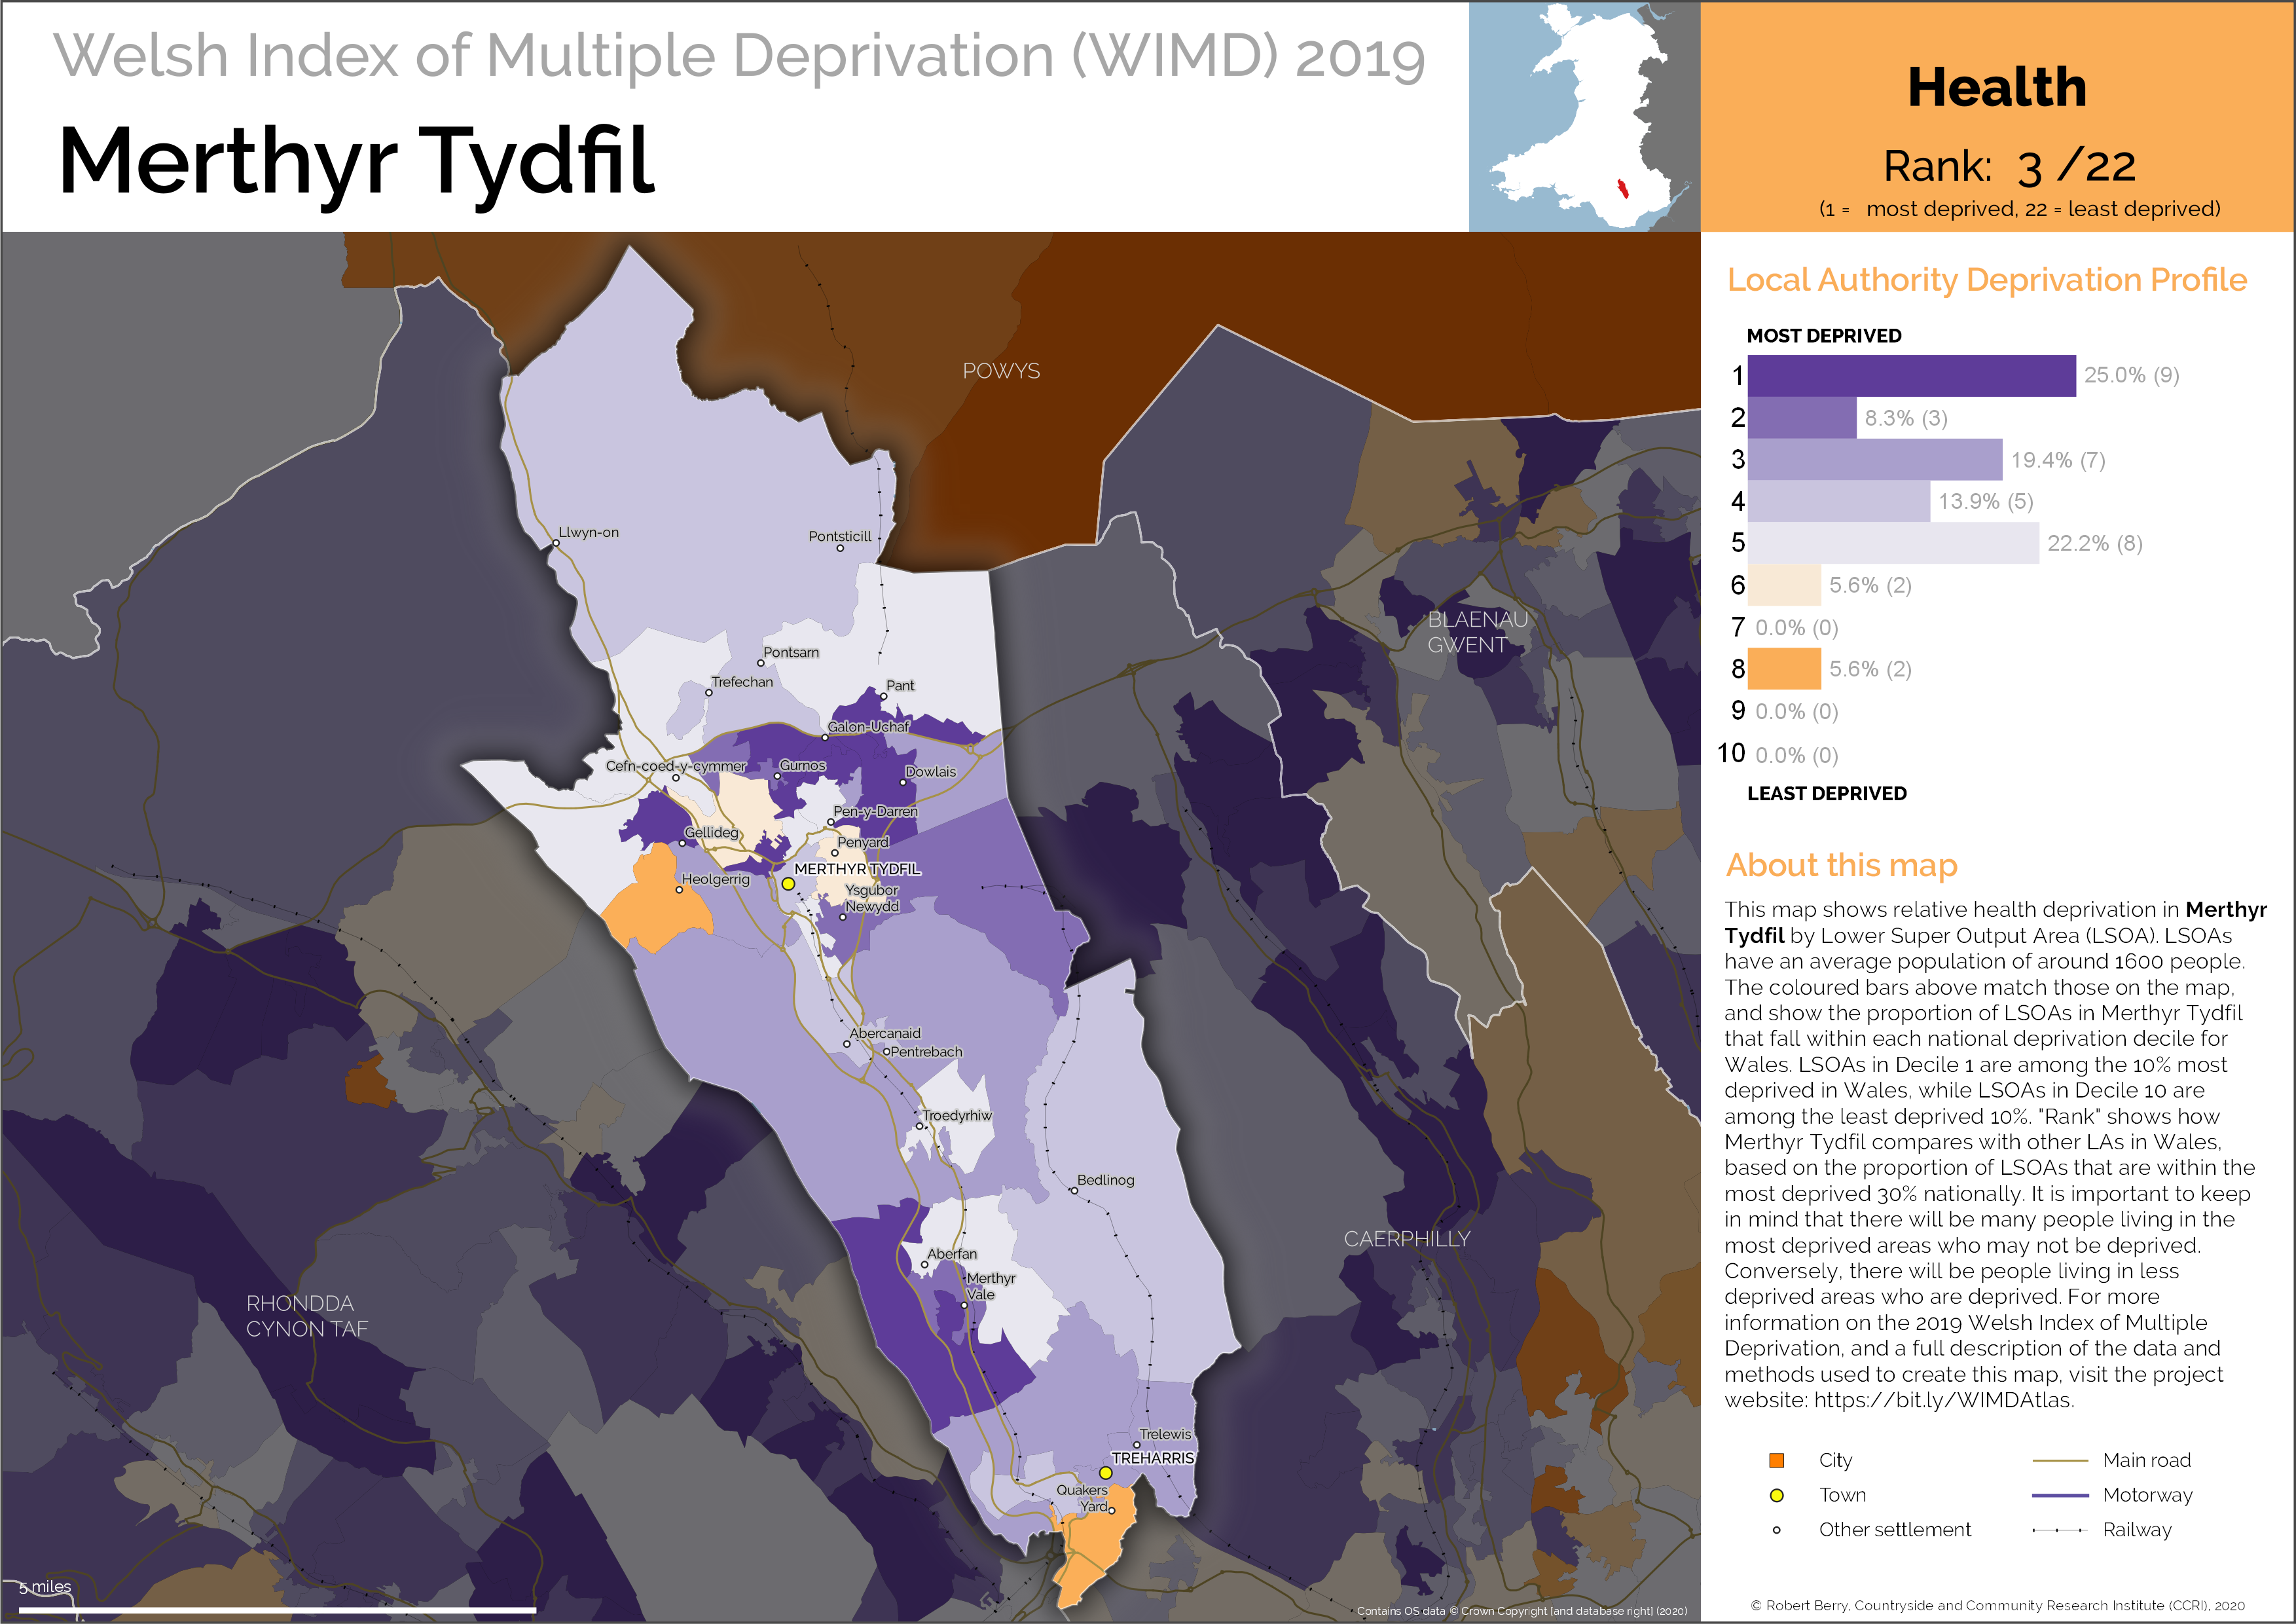 Welsh Index of Multiple Deprivation (WIMD) 2019
Merthyr Tydfil
Health
Rank: 3 /22
(1 = most deprived, 22 = least deprived)
Local Authority Deprivation Profile
MOST DEPRIVED
1 25.0% (9)
2 8.3% (3)
3 19.4% (7)
4 13.9% (5)
5 22.2% (8)
6 5.6% (2)
7 0.0% (0)
8 5.6% (2)
9 0.0% (0)
10 0.0% (0)
LEAST DEPRIVED
About this map
This map shows relative health deprivation in Merthyr
Tydfil by Lower Super Output Area (LSOA). LSOAs
have an average population of around 1600 people.
The coloured bars above match those on the map,
and show the proportion of LSOAs in Merthyr Tydfil
that fall within each national deprivation decile for
Wales. LSOAs in Decile 1 are among the 10% most
deprived in Wales, while LSOAs in Decile 10 are
among the least deprived 10%. "Rank" shows how
Merthyr Tydfil compares with other LAs in Wales,
based on the proportion of LSOAs that are within the
most deprived 30% nationally. It is important to keep
in mind that there will be many people living in the
most deprived areas who may not be deprived.
Conversely, there will be people living in less
deprived areas who are deprived. For more
information on the 2019 Welsh Index of Multiple
Deprivation, and a full description of the data and
methods used to create this map, visit the project
website: https://bit.ly/WIMDAtlas.
City
Main road
Town
Motorway
Other settlement
Railway
© Robert Berry, Countryside and Community Research Institute (CCRI), 2020
POWYS
Llwyn-on
Pontsticill
BLAENAU
GWENT
Pontsarn
Trefechan
Pant
Galon-Uchaf
Cefn-coed-y-cymmer
Gurnos
Dowlais
Pen-y-Darren
Gellideg
Penyard
MERTHYR TYDFIL
Heolgerrig
Ysgubor
Newydd
Abercanaid
Pentrebach
Troedyrhiw
Bedlinog
CAERPHILLY
Aberfan
Merthyr
Vale
RHONDDA
CYNON TAF
Trelewis
TREHARRIS
Quakers
Yard
5 miles
Contains OS data © Crown Copyright [and database right] (2020)